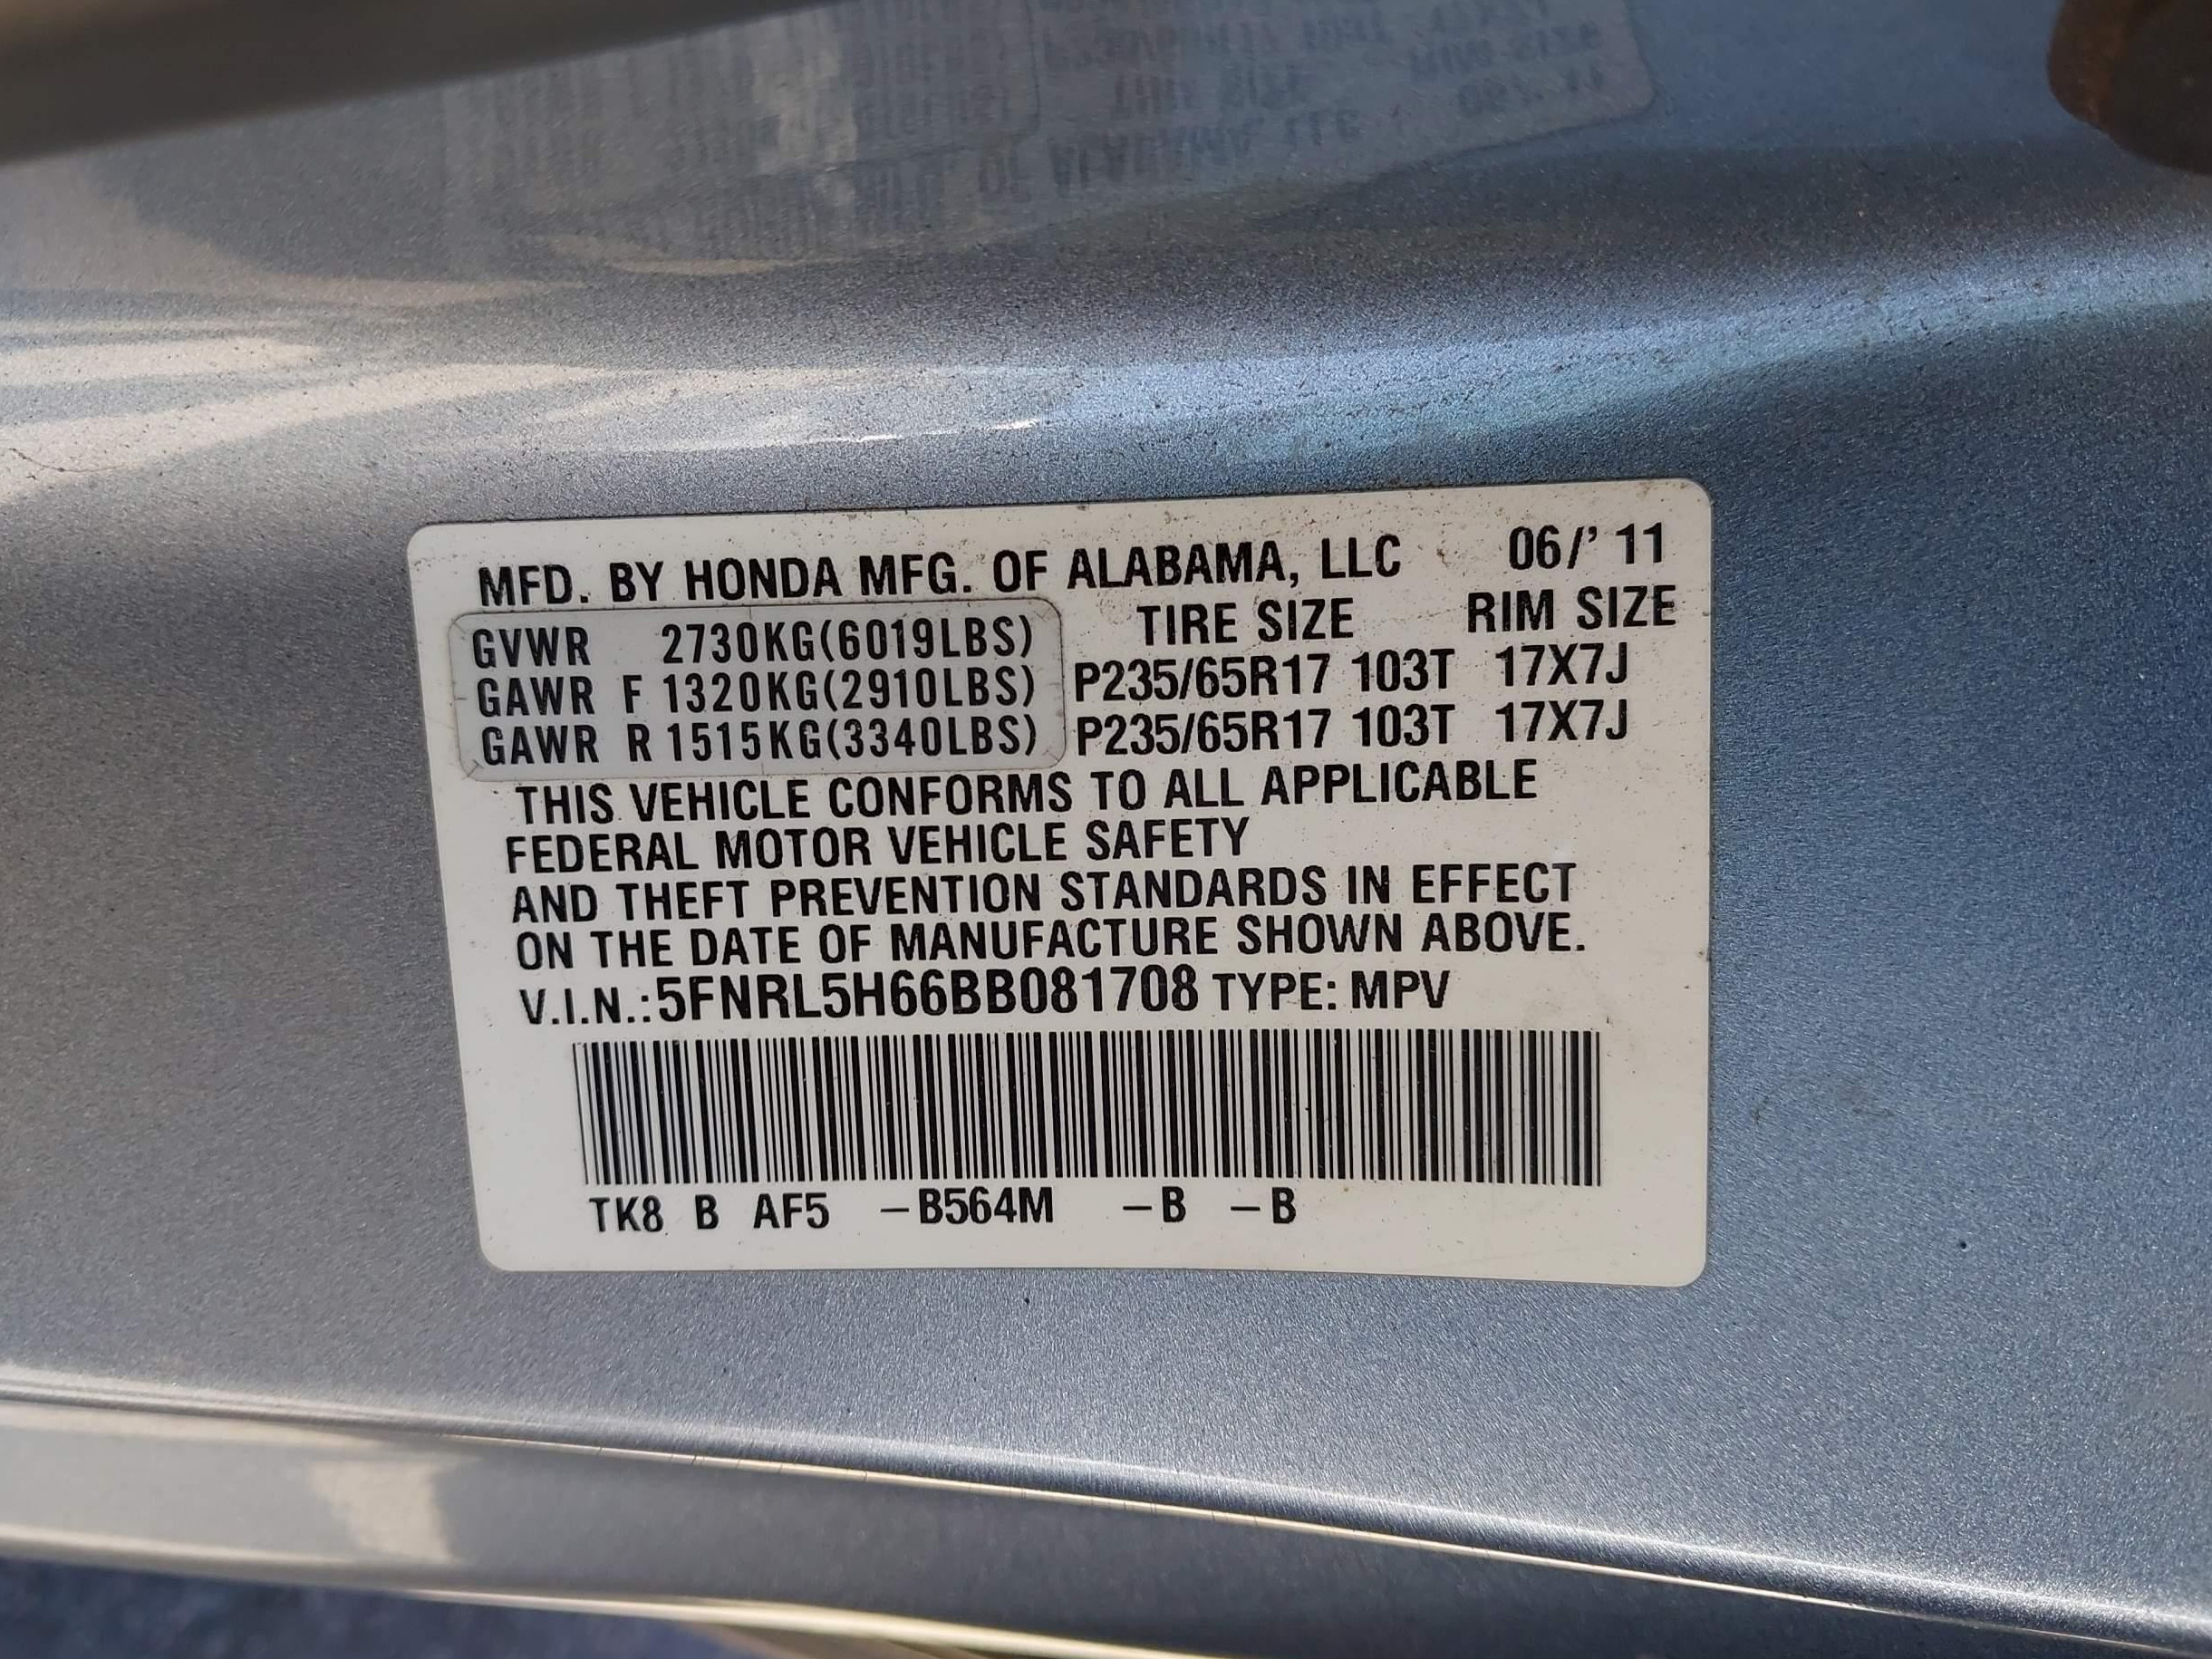 MFD. BY HONDA MFG. OF ALABAMA, LLC 06/' 11
TIRE SIZE RIM SIZE
GVWR 2730KG(6019LBS)
GAWR F 1320KG(2910LBS) P235/65R17 103T 17X7J
GAWR R 1515KG(3340LBS) P235/65R17 103T 17X7J
THIS VEHICLE CONFORMS TO ALL APPLICABLE
FEDERAL MOTOR VEHICLE SAFETY
AND THEFT PREVENTION STANDARDS IN EFFECT
ON THE DATE OF MANUFACTURE SHOWN ABOVE.
V.I.N.:5FNRL5H66BB081708 TYPE: MPV
TK8 B AF5 –B564M –B –B